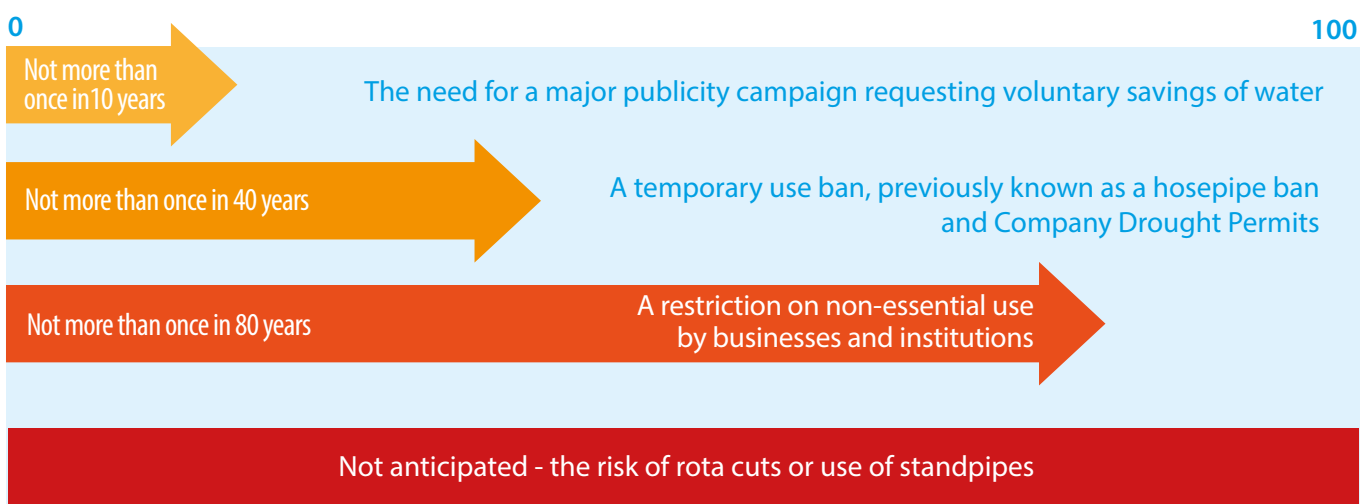 0
100
Not more than
once in10 years
The need for a major publicity campaign requesting voluntary savings of water
Not more than once in 40 years
A temporary use ban, previously known as a hosepipe ban
and Company Drought Permits
Not more than once in 80 years
A restriction on non-essential use
by businesses and institutions
Not anticipated - the risk of rota cuts or use of standpipes